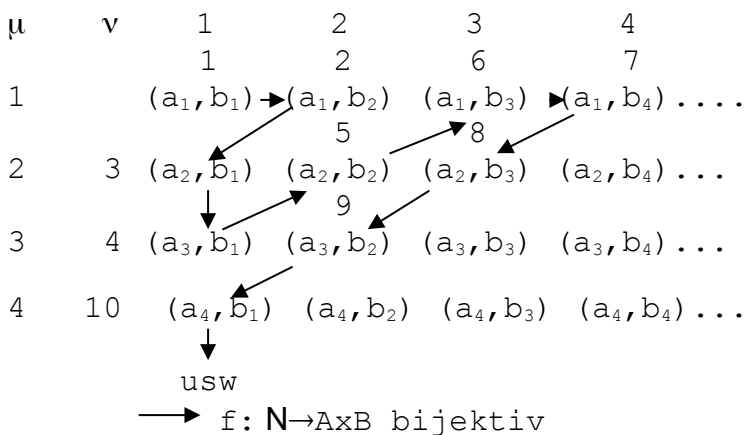 μ ν 1 2 3 4
1 2 6 7
1 (a₁,b₁) (a₁,b₂) (a₁,b₃) (a₁,b₄)....
5 8
2 3 (a₂,b₁) (a₂,b₂) (a₂,b₃) (a₂,b₄)...
9
3 4 (a₃,b₁) (a₃,b₂) (a₃,b₃) (a₃,b₄)...
4 10 (a₄,b₁) (a₄,b₂) (a₄,b₃) (a₄,b₄)...
usw
f: N→AxB bijektiv